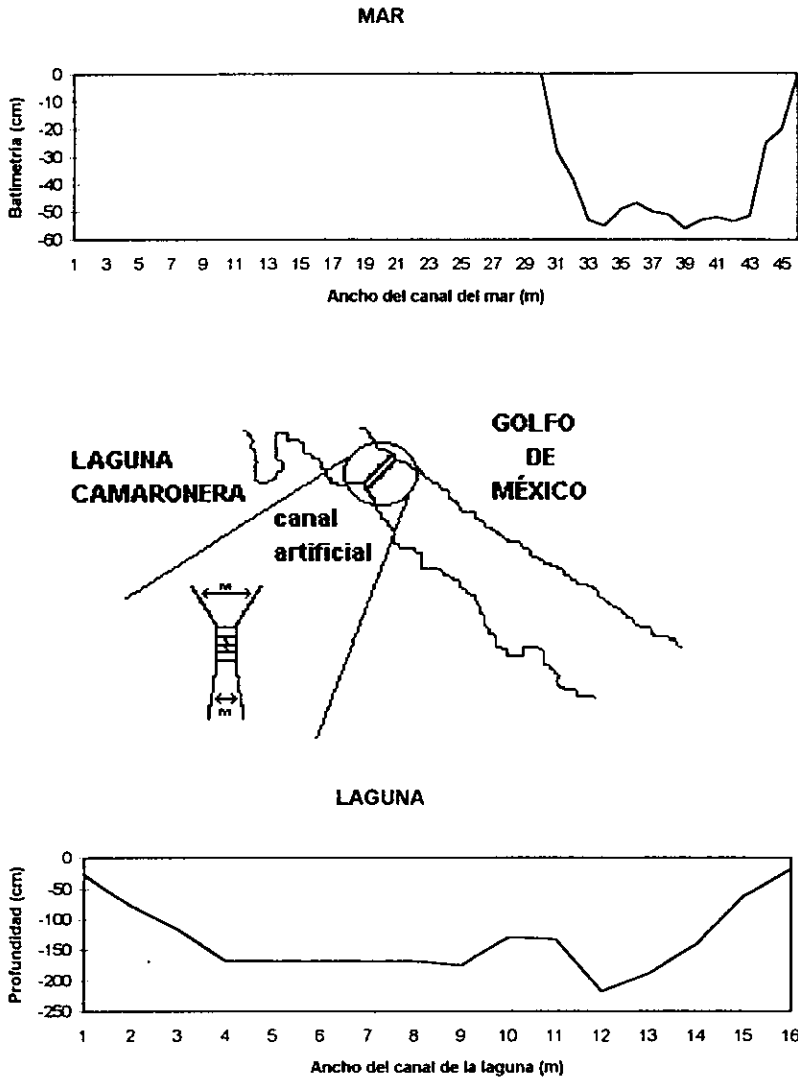 MAR
0
-10
-20
-30
-40
-50
-60
Batimetría (cm)
1 3 5 7 9 11 13 15 17 19 21 23 25 27 29 31 33 35 37 39 41 43 45
Ancho del canal del mar (m)
LAGUNA
CAMARONERA
GOLFO
DE
MÉXICO
canal
artificial
M
M
LAGUNA
0
-50
-100
-150
-200
-250
Profundidad (cm)
1 2 3 4 5 6 7 8 9 10 11 12 13 14 15 16
Ancho del canal de la laguna (m)